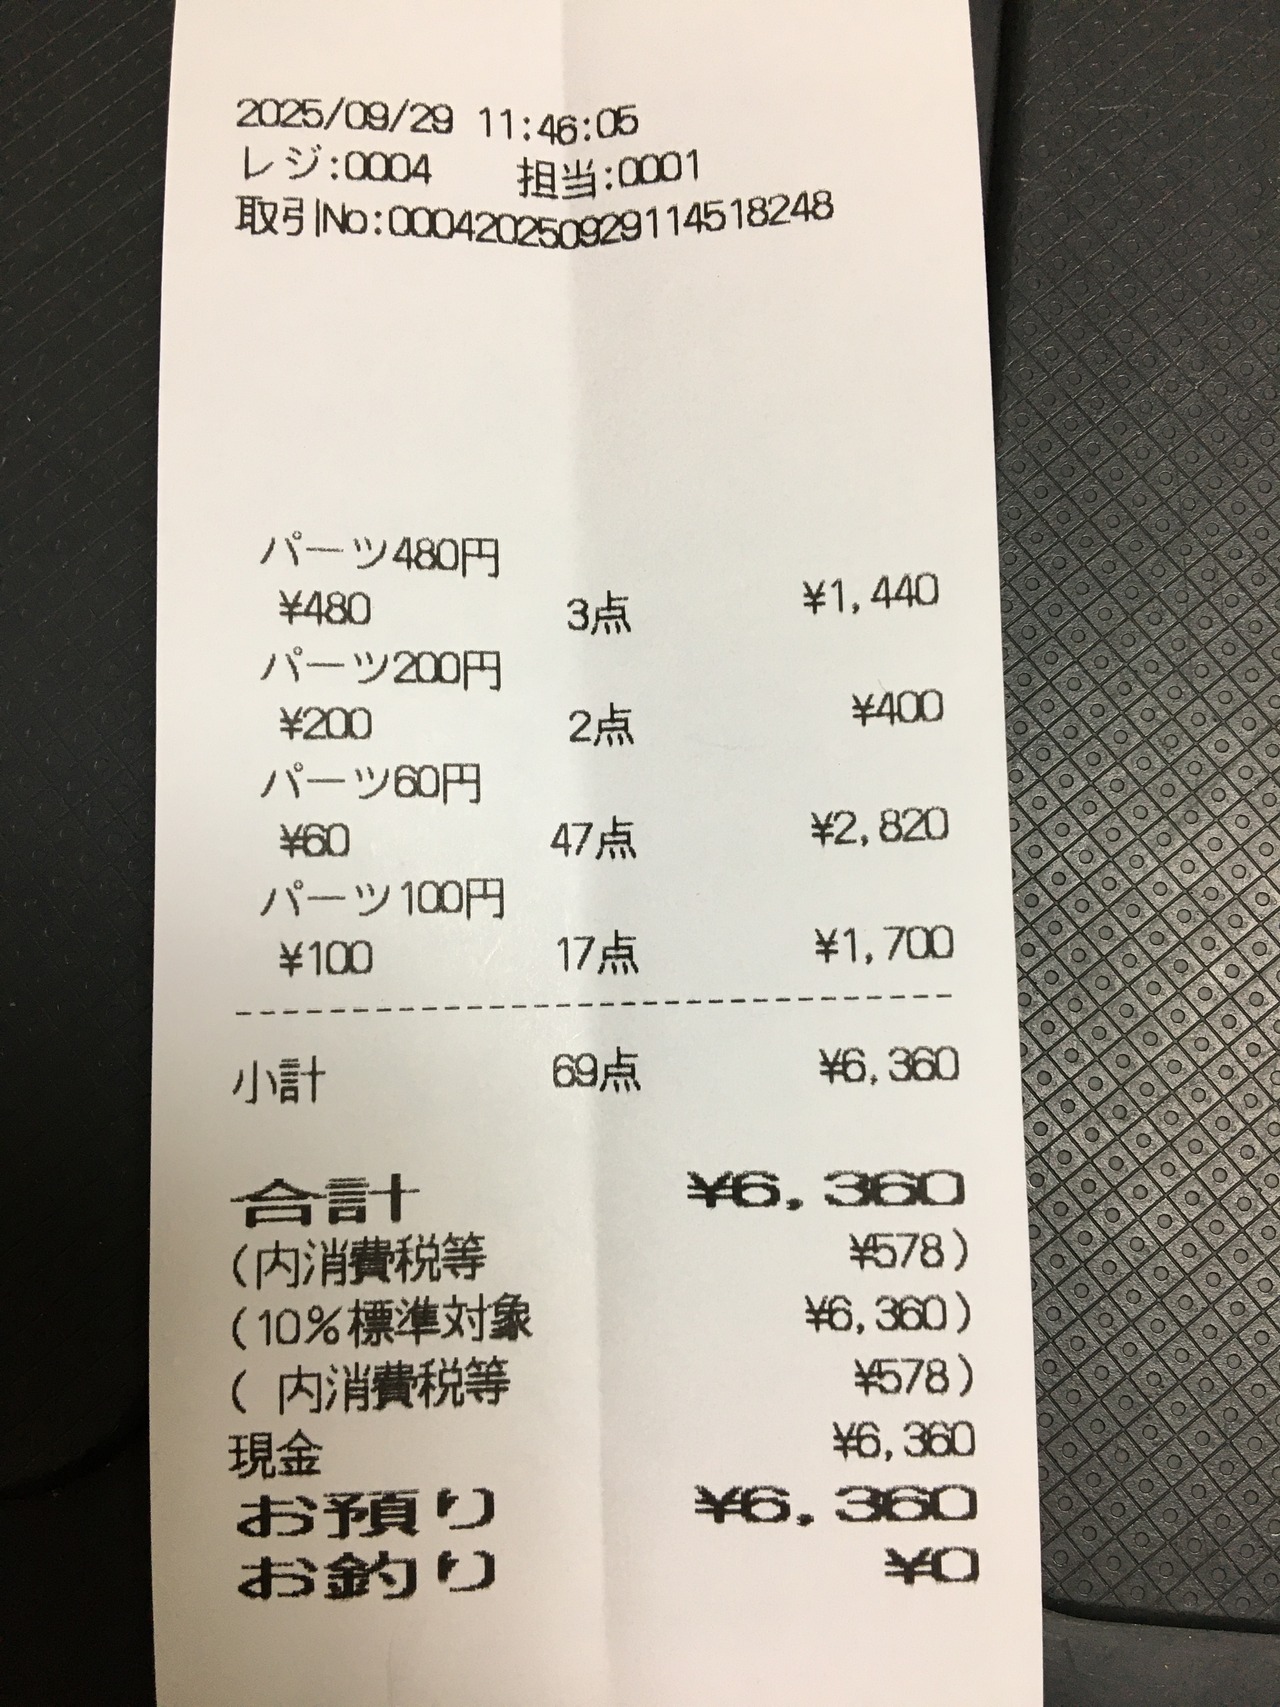 2025/09/29 11:46:05
レジ:0004 担当:0001
取引No:00042025092911​4518248
パーツ480円
¥480 3点 ¥1,440
パーツ200円
¥200 2点 ¥400
パーツ60円
¥60 47点 ¥2,820
パーツ100円
¥100 17点 ¥1,700
小計 69点 ¥6,360
合計 ¥6,360
(内消費税等 ¥578)
(10%標準対象 ¥6,360)
( 内消費税等 ¥578)
現金 ¥6,360
お預り ¥6,360
お釣り ¥0